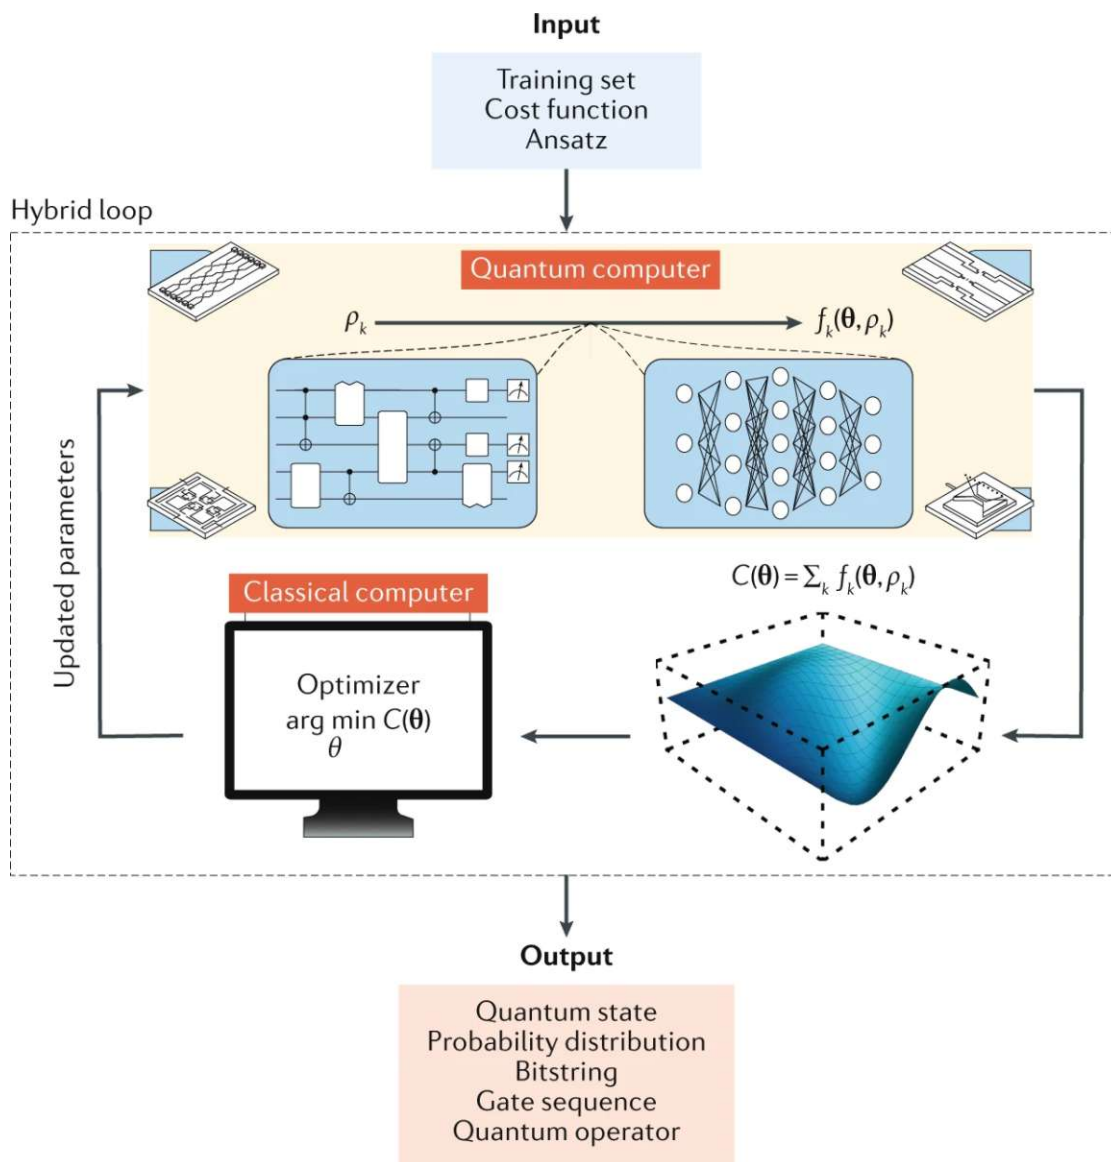 Input
Training set
Cost function
Ansatz
Hybrid loop
Quantum computer
ρₖ
fₖ(θ, ρₖ)
Updated parameters
C(θ) = ∑ₖ fₖ(θ, ρₖ)
Classical computer
Optimizer
arg min C(θ)
θ
Output
Quantum state
Probability distribution
Bitstring
Gate sequence
Quantum operator